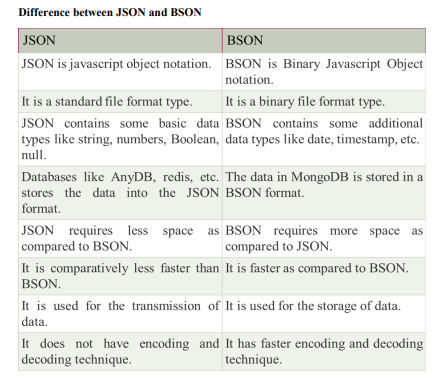 Difference between JSON and BSON
JSON
BSON
JSON is javascript object notation.
BSON is Binary Javascript Object
notation.
It is a standard file format type.
It is a binary file format type.
JSON contains some basic data
types like string, numbers, Boolean,
null.
BSON contains some additional
data types like date, timestamp, etc.
Databases like AnyDB, redis, etc.
stores the data into the JSON
format.
The data in MongoDB is stored in a
BSON format.
JSON requires less space as
compared to BSON.
BSON requires more space as
compared to JSON.
It is comparatively less faster than
BSON.
It is faster as compared to BSON.
It is used for the transmission of
data.
It is used for the storage of data.
It does not have encoding and
decoding technique.
It has faster encoding and decoding
technique.